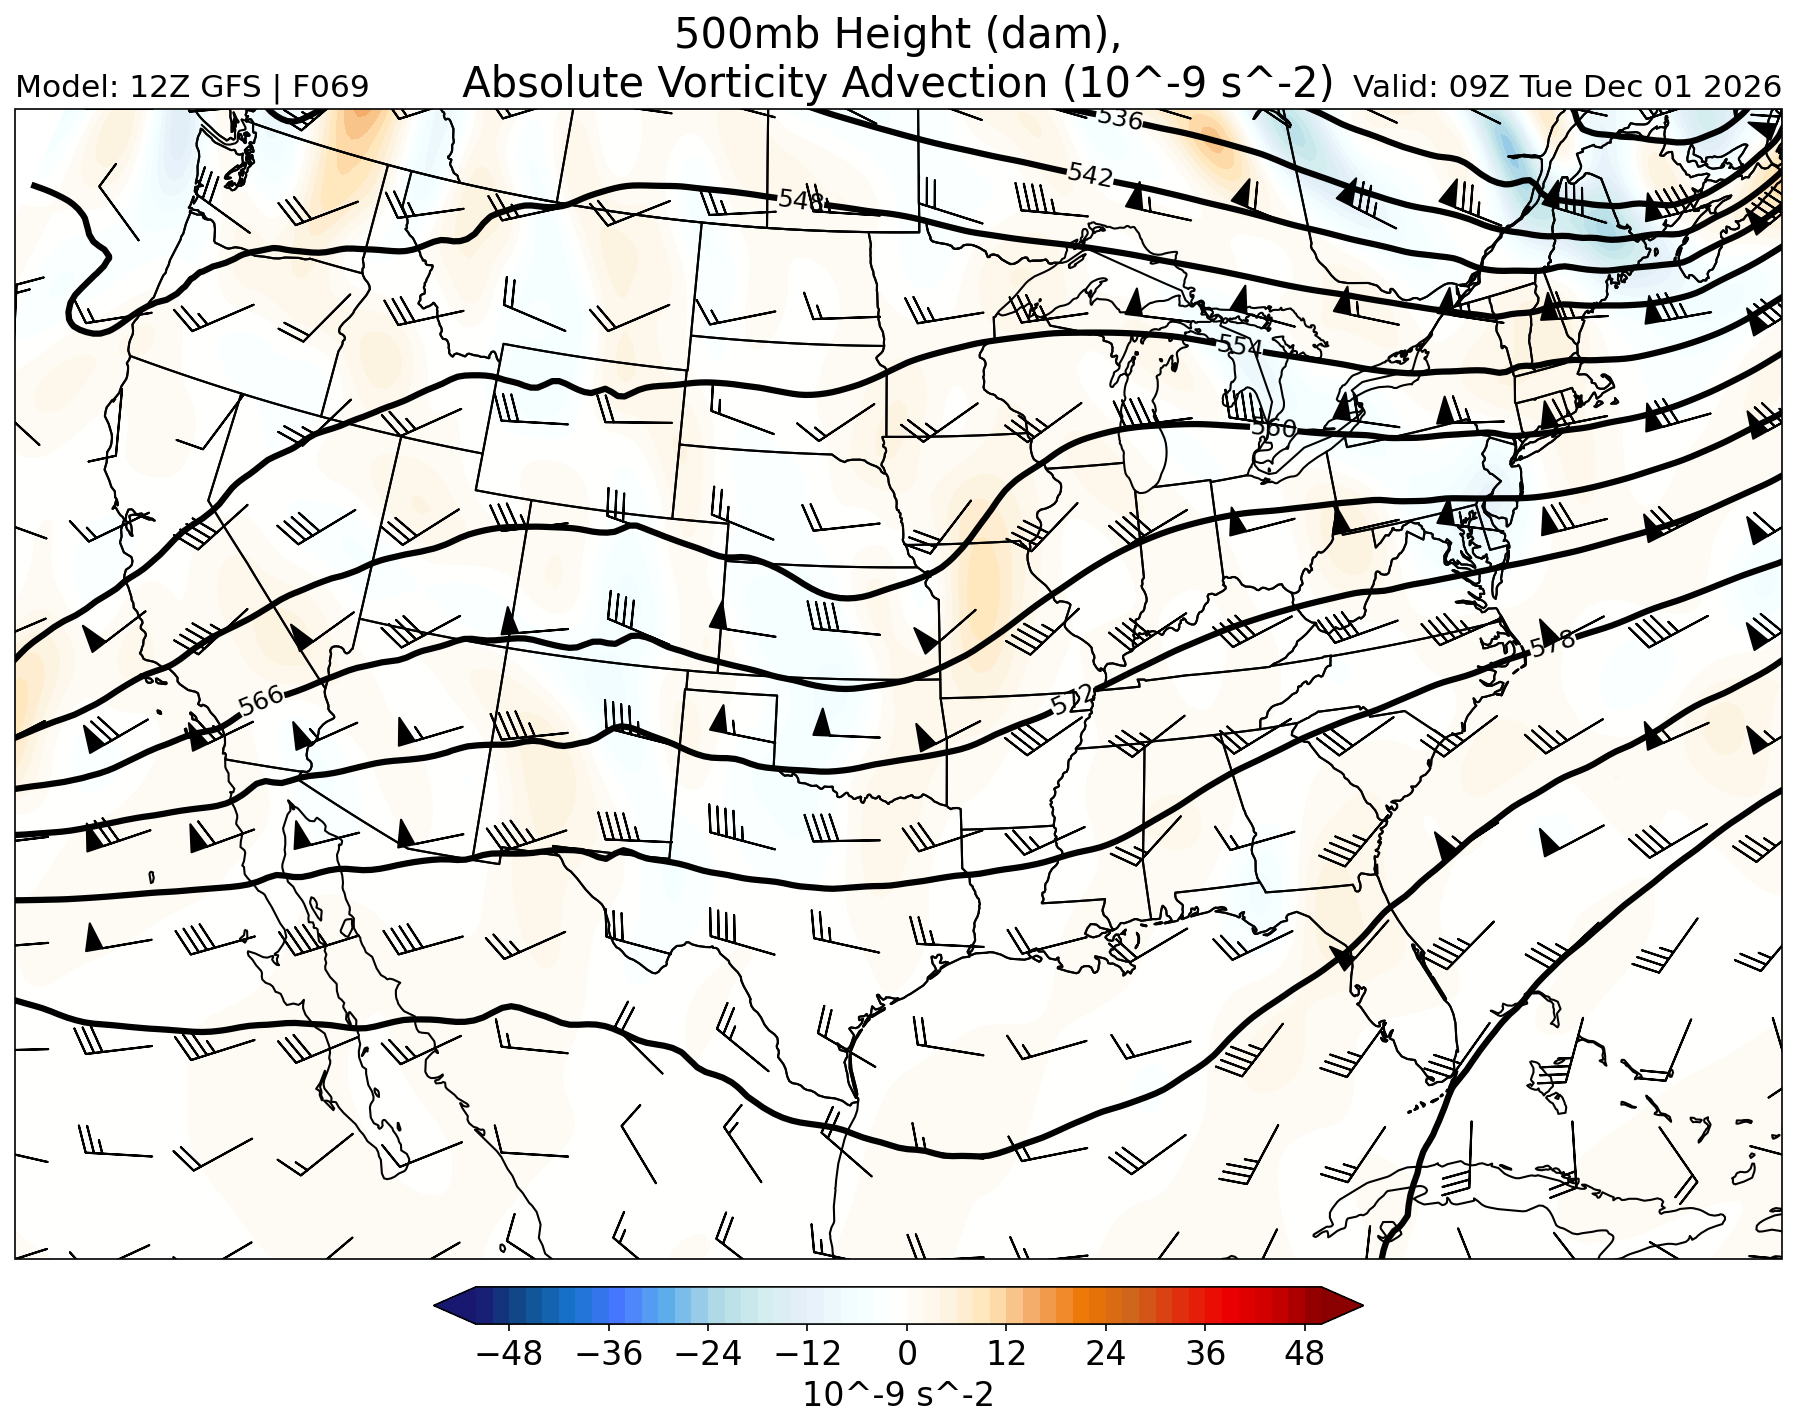 500mb Height (dam),
Model: 12Z GFS | F069
Absolute Vorticity Advection (10^-9 s^-2)
Valid: 09Z Tue Dec 01 2026
536
542
548
554
560
578
566
522
−48 −36 −24 −12 0 12 24 36 48
10^-9 s^-2